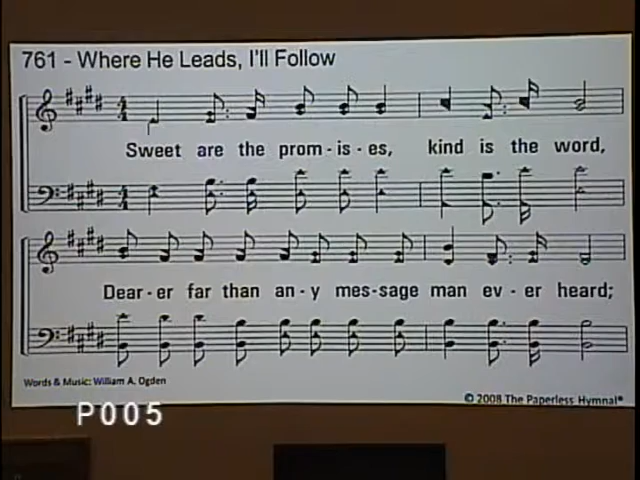 761 - Where He Leads, I'll Follow
Sweet are the prom - is - es, kind is the word,
Dear - er far than an - y mes - sage man ev - er heard;
Words & Music: William A. Ogden
© 2008 The Paperless Hymnal®
P005